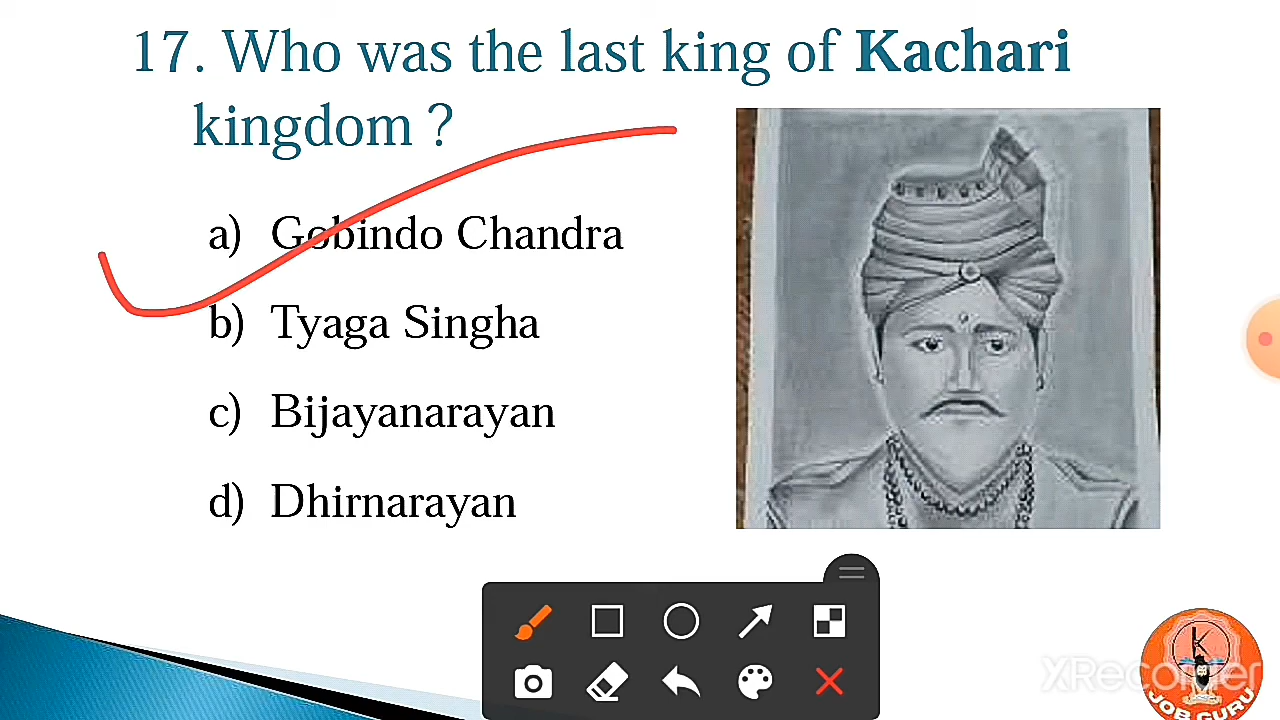 17. Who was the last king of Kachari
kingdom ?
a) Gobindo Chandra
b) Tyaga Singha
c) Bijayanarayan
d) Dhirnarayan
K
XRecorder
JOB GURU